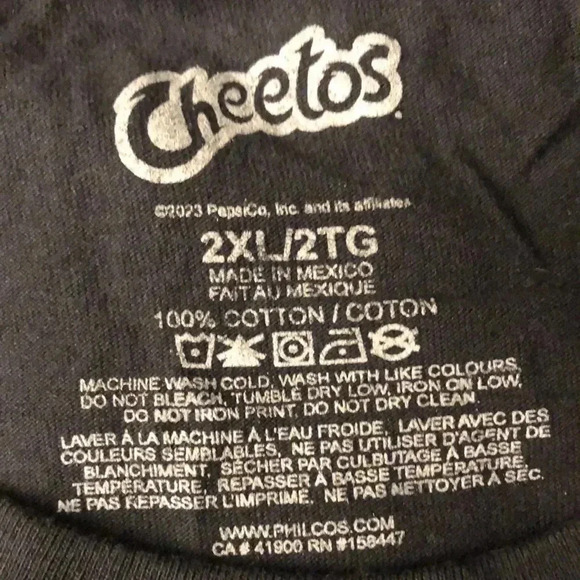 Cheetos.
©2023 PepsiCo, Inc. and its affiliates
2XL/2TG
MADE IN MEXICO
FAIT AU MEXIQUE
100% COTTON / COTON
MACHINE WASH COLD, WASH WITH LIKE COLOURS,
DO NOT BLEACH, TUMBLE DRY LOW, IRON ON LOW,
DO NOT IRON PRINT, DO NOT DRY CLEAN.
LAVER À LA MACHINE À L'EAU FROIDE, LAVER AVEC DES
COULEURS SEMBLABLES, NE PAS UTILISER D'AGENT DE
BLANCHIMENT, SÉCHER PAR CULBUTAGE À BASSE
TEMPÉRATURE, REPASSER À BASSE TEMPÉRATURE,
NE PAS REPASSER L'IMPRIMÉ. NE PAS NETTOYER À SEC.
WWW.PHILCOS.COM
CA# 41900 RN #158447